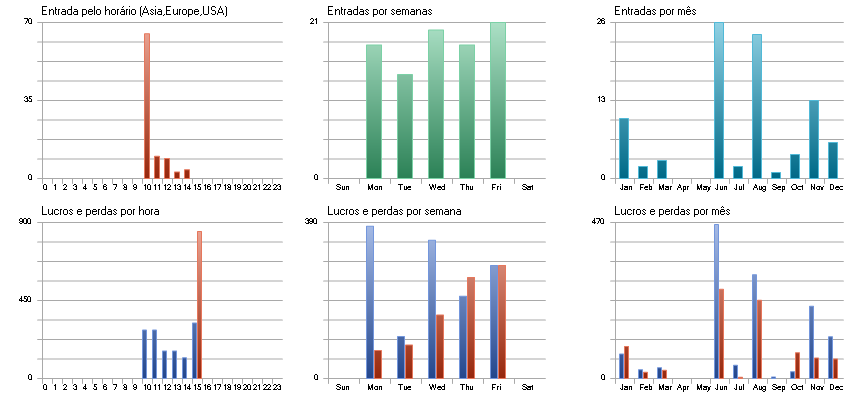 Entrada pelo horário (Asia,Europe,USA)
70
35
0
0 1 2 3 4 5 6 7 8 9 10 11 12 13 14 15 16 17 18 19 20 21 22 23
Entradas por semanas
21
0
Sun Mon Tue Wed Thu Fri Sat
Entradas por mês
26
13
0
Jan Feb Mar Apr May Jun Jul Aug Sep Oct Nov Dec
Lucros e perdas por hora
900
450
0
0 1 2 3 4 5 6 7 8 9 10 11 12 13 14 15 16 17 18 19 20 21 22 23
Lucros e perdas por semana
390
0
Sun Mon Tue Wed Thu Fri Sat
Lucros e perdas por mês
470
0
Jan Feb Mar Apr May Jun Jul Aug Sep Oct Nov Dec